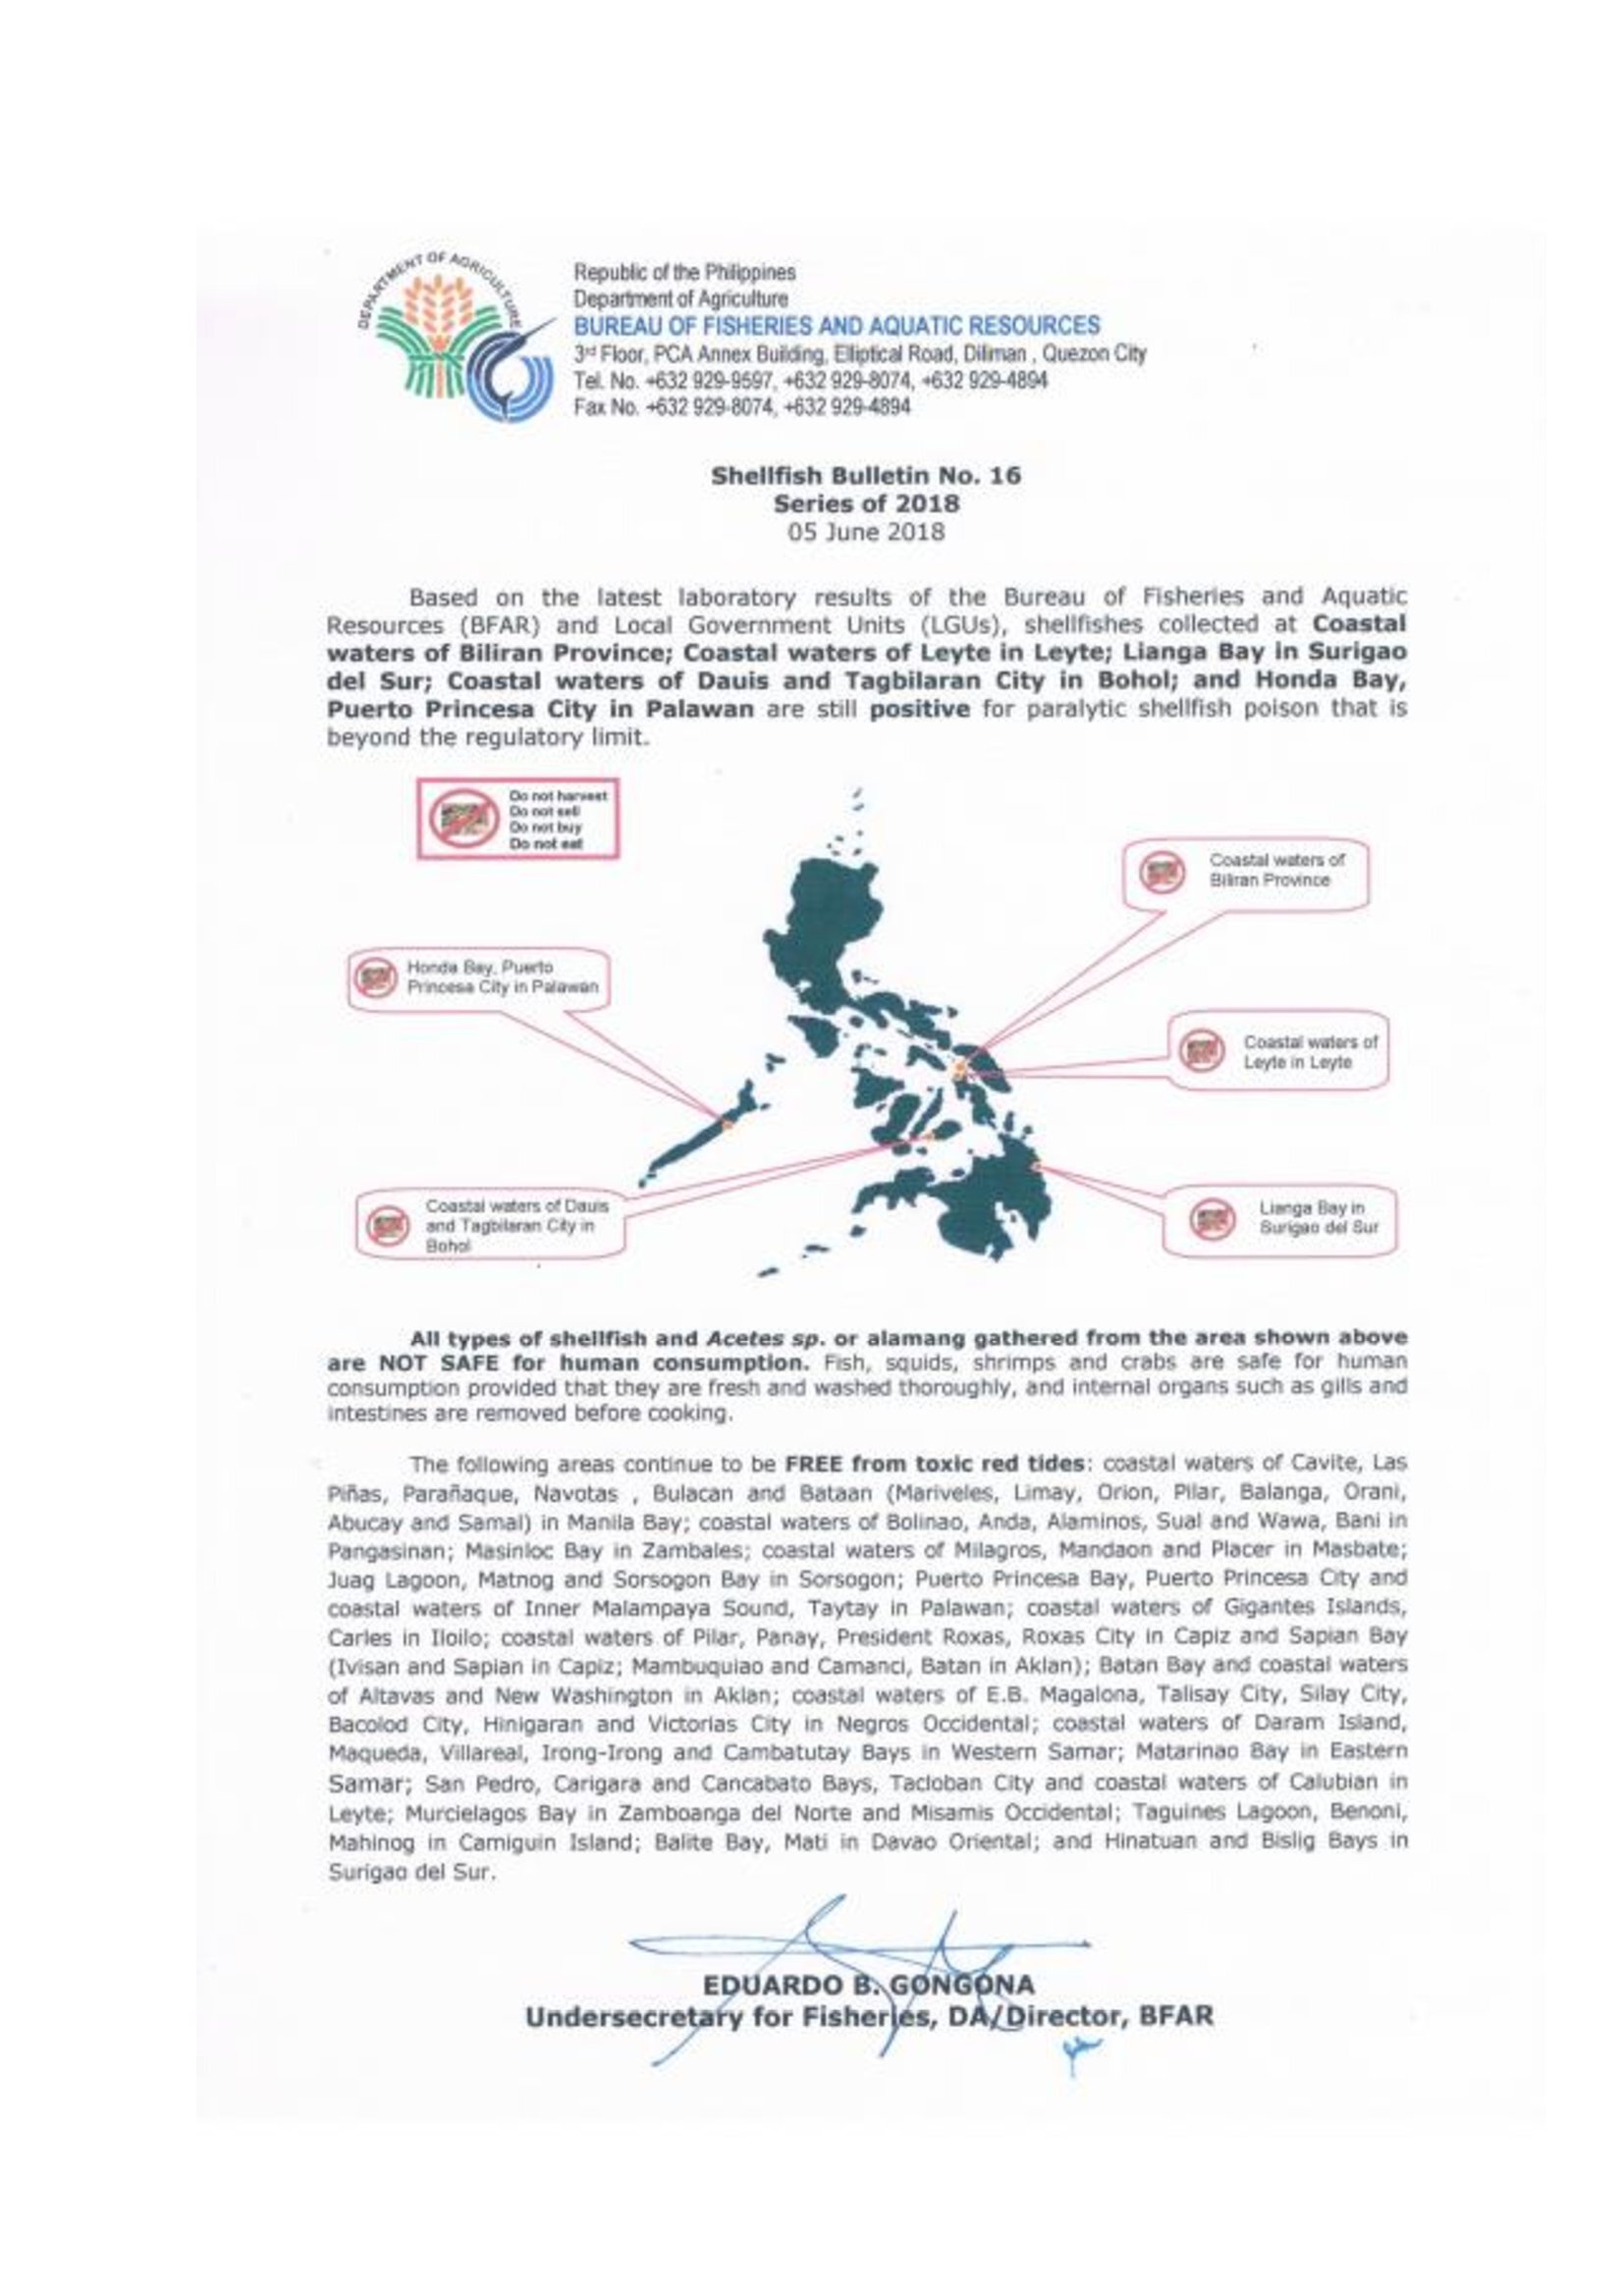 DEPARTMENT OF AGRICULTURE
Republic of the Philippines
Department of Agriculture
BUREAU OF FISHERIES AND AQUATIC RESOURCES
3rd Floor, PCA Annex Building, Elliptical Road, Diliman , Quezon City
Tel. No. +632 929-9597, +632 929-8074, +632 929-4894
Fax No. +632 929-8074, +632 929-4894
Shellfish Bulletin No. 16
Series of 2018
05 June 2018
Based on the latest laboratory results of the Bureau of Fisheries and Aquatic
Resources (BFAR) and Local Government Units (LGUs), shellfishes collected at Coastal
waters of Biliran Province; Coastal waters of Leyte in Leyte; Lianga Bay in Surigao
del Sur; Coastal waters of Dauis and Tagbilaran City in Bohol; and Honda Bay,
Puerto Princesa City in Palawan are still positive for paralytic shellfish poison that is
beyond the regulatory limit.
Do not harvest
Do not sell
Do not buy
Do not eat
Coastal waters of
Biliran Province
Honda Bay, Puerto
Princesa City in Palawan
Coastal waters of
Leyte in Leyte
Coastal waters of Dauis
and Tagbilaran City in
Bohol
Lianga Bay in
Surigao del Sur
All types of shellfish and Acetes sp. or alamang gathered from the area shown above
are NOT SAFE for human consumption. Fish, squids, shrimps and crabs are safe for human
consumption provided that they are fresh and washed thoroughly, and internal organs such as gills and
intestines are removed before cooking.
The following areas continue to be FREE from toxic red tides: coastal waters of Cavite, Las
Piñas, Parañaque, Navotas , Bulacan and Bataan (Mariveles, Limay, Orion, Pilar, Balanga, Orani,
Abucay and Samal) in Manila Bay; coastal waters of Bolinao, Anda, Alaminos, Sual and Wawa, Bani in
Pangasinan; Masinloc Bay in Zambales; coastal waters of Milagros, Mandaon and Placer in Masbate;
Juag Lagoon, Matnog and Sorsogon Bay in Sorsogon; Puerto Princesa Bay, Puerto Princesa City and
coastal waters of Inner Malampaya Sound, Taytay in Palawan; coastal waters of Gigantes Islands,
Carles in Iloilo; coastal waters of Pilar, Panay, President Roxas, Roxas City in Capiz and Sapian Bay
(Ivisan and Sapian in Capiz; Mambuquiao and Camanci, Batan in Aklan); Batan Bay and coastal waters
of Altavas and New Washington in Aklan; coastal waters of E.B. Magalona, Talisay City, Silay City,
Bacolod City, Hinigaran and Victorias City in Negros Occidental; coastal waters of Daram Island,
Maqueda, Villareal, Irong-Irong and Cambatutay Bays in Western Samar; Matarinao Bay in Eastern
Samar; San Pedro, Carigara and Cancabato Bays, Tacloban City and coastal waters of Calubian in
Leyte; Murcielagos Bay in Zamboanga del Norte and Misamis Occidental; Taguines Lagoon, Benoni,
Mahinog in Camiguin Island; Balite Bay, Mati in Davao Oriental; and Hinatuan and Bislig Bays in
Surigao del Sur.
EDUARDO B. GONGONA
Undersecretary for Fisheries, DA/Director, BFAR